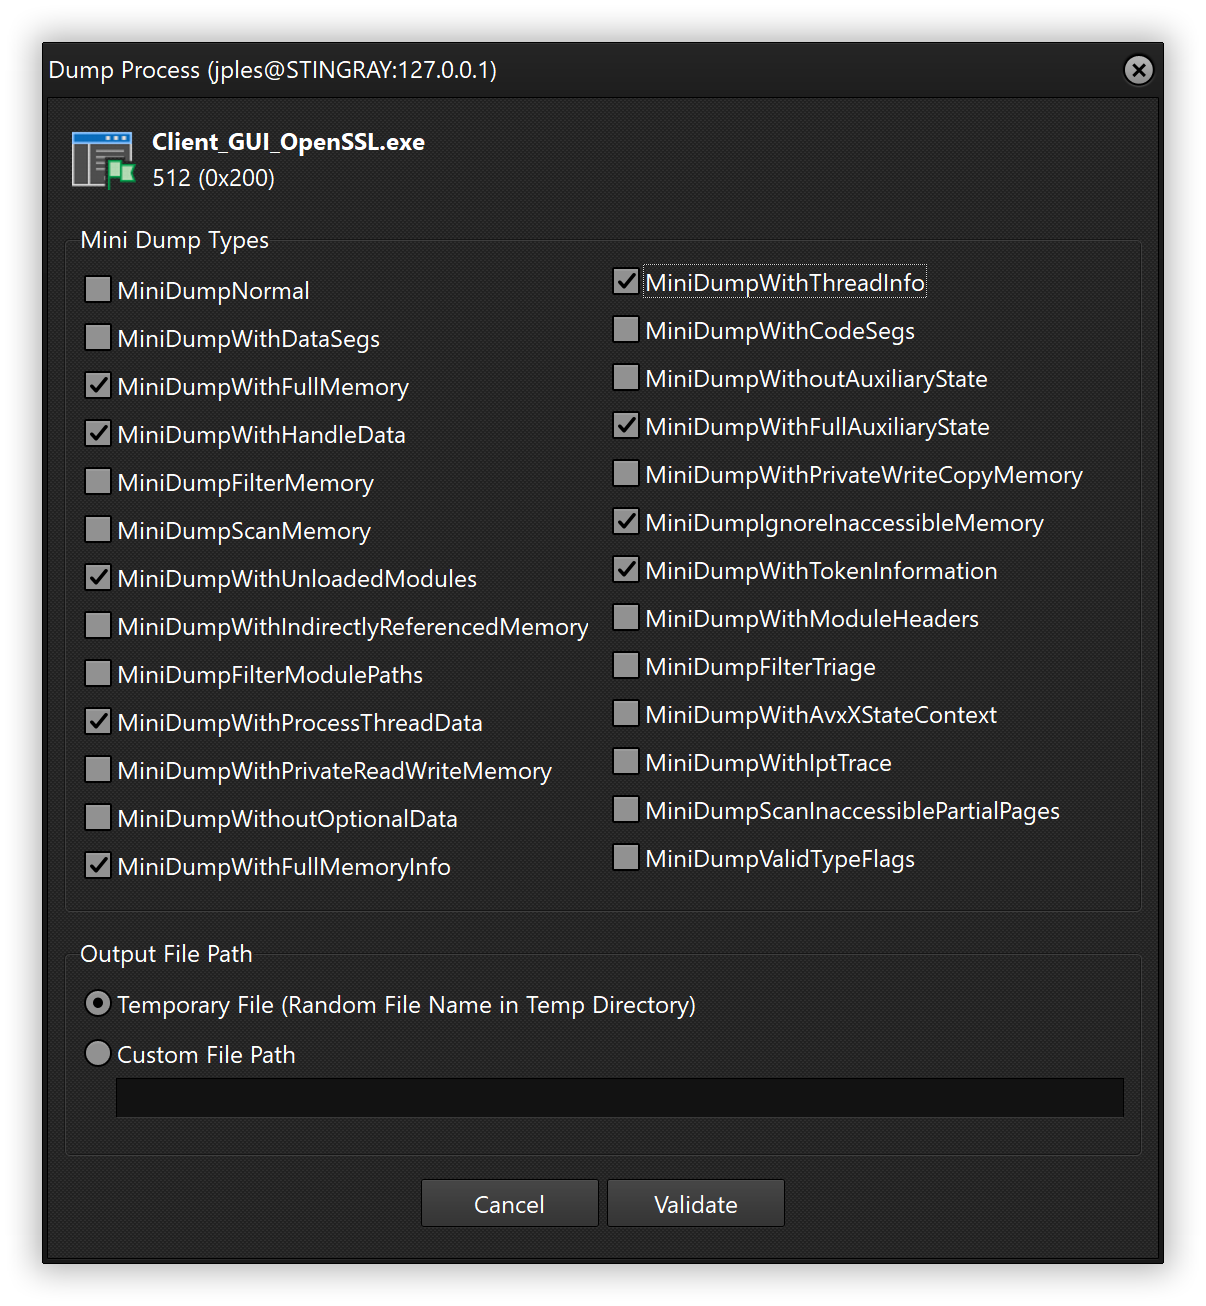 Dump Process (jples@STINGRAY:127.0.0.1)
Client_GUI_OpenSSL.exe
512 (0x200)
Mini Dump Types
MiniDumpNormal
MiniDumpWithDataSegs
MiniDumpWithFullMemory
MiniDumpWithHandleData
MiniDumpFilterMemory
MiniDumpScanMemory
MiniDumpWithUnloadedModules
MiniDumpWithIndirectlyReferencedMemory
MiniDumpFilterModulePaths
MiniDumpWithProcessThreadData
MiniDumpWithPrivateReadWriteMemory
MiniDumpWithoutOptionalData
MiniDumpWithFullMemoryInfo
MiniDumpWithThreadInfo
MiniDumpWithCodeSegs
MiniDumpWithoutAuxiliaryState
MiniDumpWithFullAuxiliaryState
MiniDumpWithPrivateWriteCopyMemory
MiniDumpIgnoreInaccessibleMemory
MiniDumpWithTokenInformation
MiniDumpWithModuleHeaders
MiniDumpFilterTriage
MiniDumpWithAvxXStateContext
MiniDumpWithIptTrace
MiniDumpScanInaccessiblePartialPages
MiniDumpValidTypeFlags
Output File Path
Temporary File (Random File Name in Temp Directory)
Custom File Path
Cancel
Validate